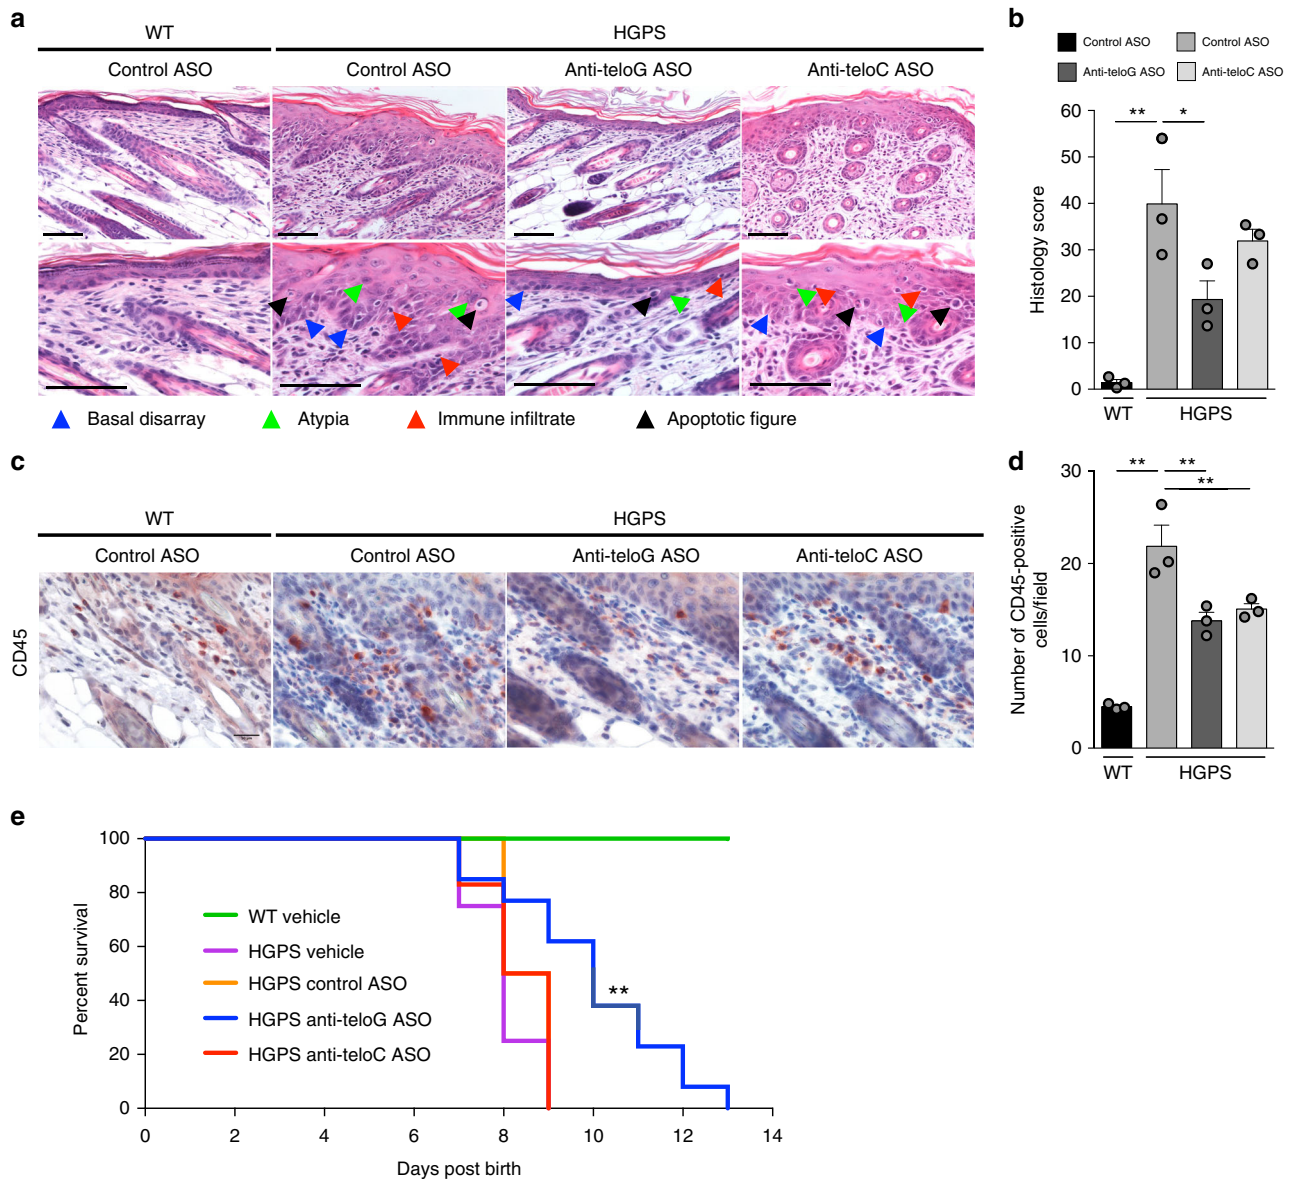 a
WT
HGPS
Control ASO
Control ASO
Anti-teloG ASO
Anti-teloC ASO
Basal disarray
Atypia
Immune infiltrate
Apoptotic figure
b
Control ASO
Control ASO
Anti-teloG ASO
Anti-teloC ASO
Histology score
60
50
40
30
20
10
0
** *
WT
HGPS
c
WT
HGPS
Control ASO
Control ASO
Anti-teloG ASO
Anti-teloC ASO
CD45
d
Number of CD45-positive
cells/field
30
20
10
0
** **
**
WT
HGPS
e
Percent survival
100
80
60
40
20
0
WT vehicle
HGPS vehicle
HGPS control ASO
HGPS anti-teloG ASO
HGPS anti-teloC ASO
**
0 2 4 6 8 10 12 14
Days post birth